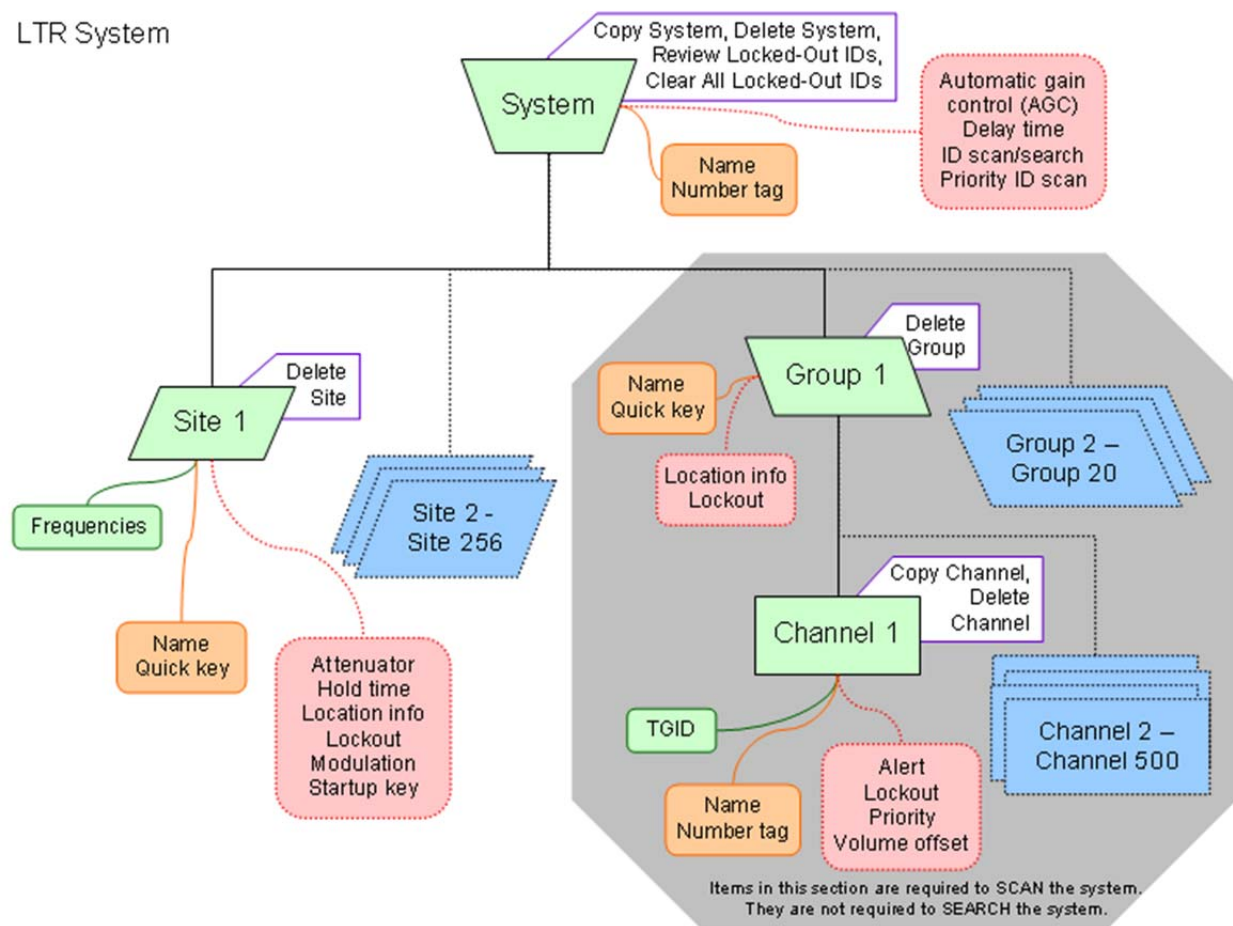 LTR System
Copy System, Delete System,
Review Locked-Out IDs,
Clear All Locked-Out IDs
System
Automatic gain
control (AGC)
Delay time
ID scan/search
Priority ID scan
Name
Number tag
Delete
Site
Site 1
Frequencies
Name
Quick key
Attenuator
Hold time
Location info
Lockout
Modulation
Startup key
Site 2 -
Site 256
Delete
Group
Group 1
Name
Quick key
Location info
Lockout
Group 2 –
Group 20
Copy Channel,
Delete
Channel
Channel 1
TGID
Name
Number tag
Alert
Lockout
Priority
Volume offset
Channel 2 –
Channel 500
Items in this section are required to SCAN the system.
They are not required to SEARCH the system.